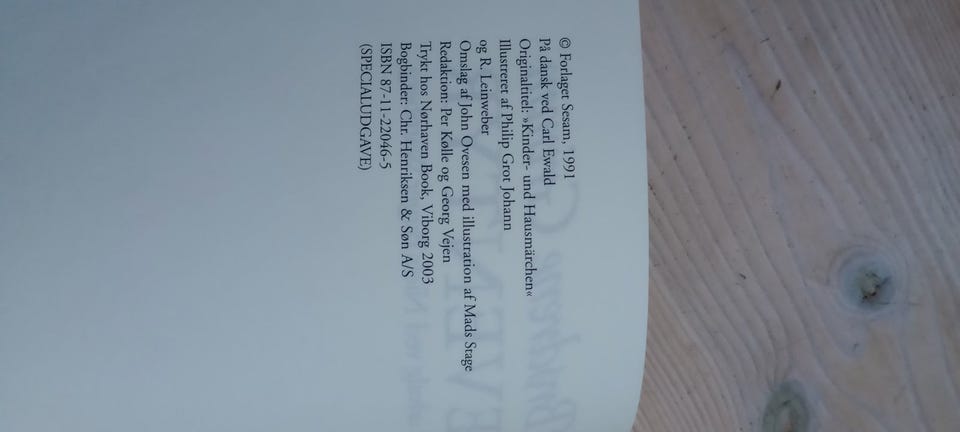 © Forlaget Sesam, 1991
På dansk ved Carl Ewald
Originaltitel: »Kinder- und Hausmärchen«
Illustreret af Philip Grot Johann
og R. Leinweber
Omslag af John Ovesen med illustration af Mads Stage
Redaktion: Per Kølle og Georg Vejen
Trykt hos Nørhaven Book, Viborg 2003
Bogbinder: Chr. Henriksen & Søn A/S
ISBN 87-11-22046-5
(SPECIALUDGAVE)